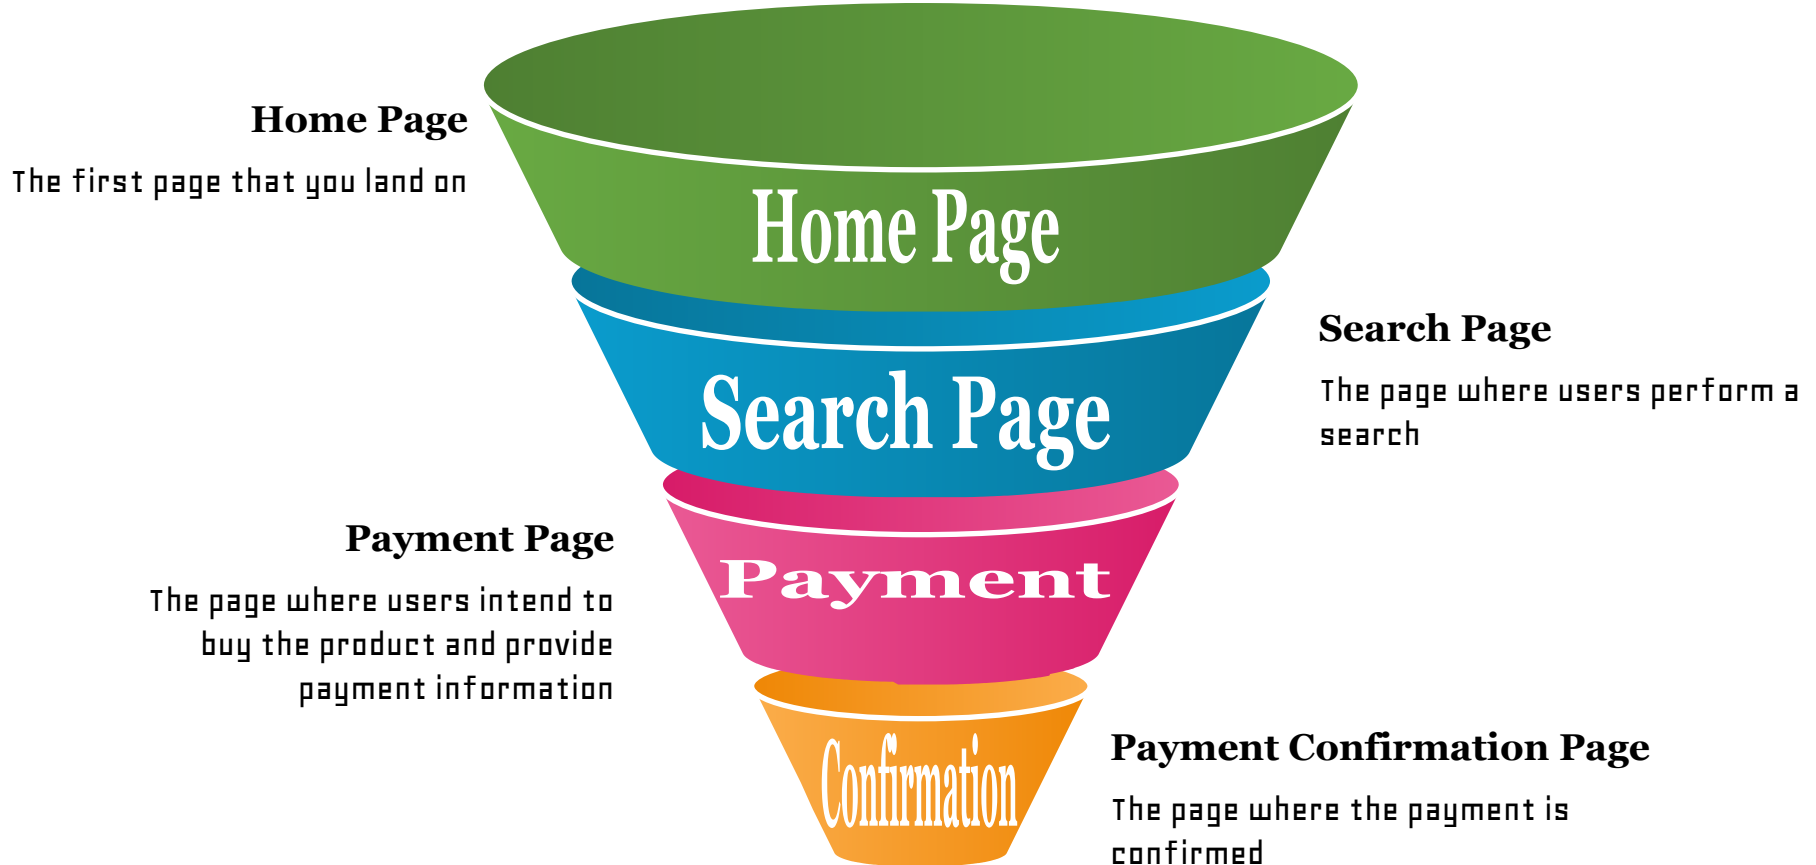 Home Page
The first page that you land on
Home Page
Search Page
The page where users perform a
search
Search Page
Payment Page
The page where users intend to
buy the product and provide
payment information
Payment
Payment Confirmation Page
The page where the payment is
confirmed
Confirmation